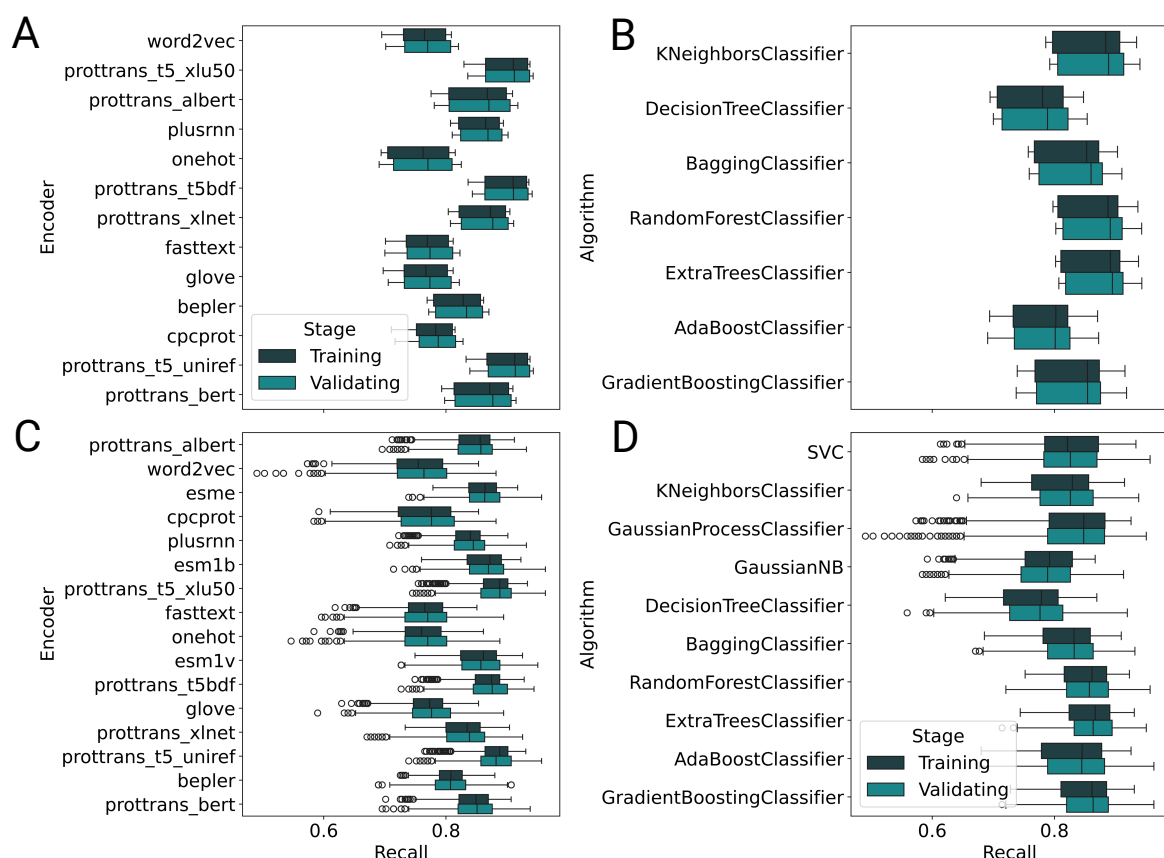 A
Encoder
word2vec
prottrans_t5_xlu50
prottrans_albert
plusrnn
onehot
prottrans_t5bdf
prottrans_xlnet
fasttext
glove
bepler
cpcprot
prottrans_t5_uniref
prottrans_bert
Stage
Training
Validating
B
Algorithm
KNeighborsClassifier
DecisionTreeClassifier
BaggingClassifier
RandomForestClassifier
ExtraTreesClassifier
AdaBoostClassifier
GradientBoostingClassifier
C
Encoder
prottrans_albert
word2vec
esme
cpcprot
plusrnn
esm1b
prottrans_t5_xlu50
fasttext
onehot
esm1v
prottrans_t5bdf
glove
prottrans_xlnet
prottrans_t5_uniref
bepler
prottrans_bert
0.6 0.8
Recall
D
Algorithm
SVC
KNeighborsClassifier
GaussianProcessClassifier
GaussianNB
DecisionTreeClassifier
BaggingClassifier
RandomForestClassifier
ExtraTreesClassifier
AdaBoostClassifier
GradientBoostingClassifier
Stage
Training
Validating
0.6 0.8
Recall